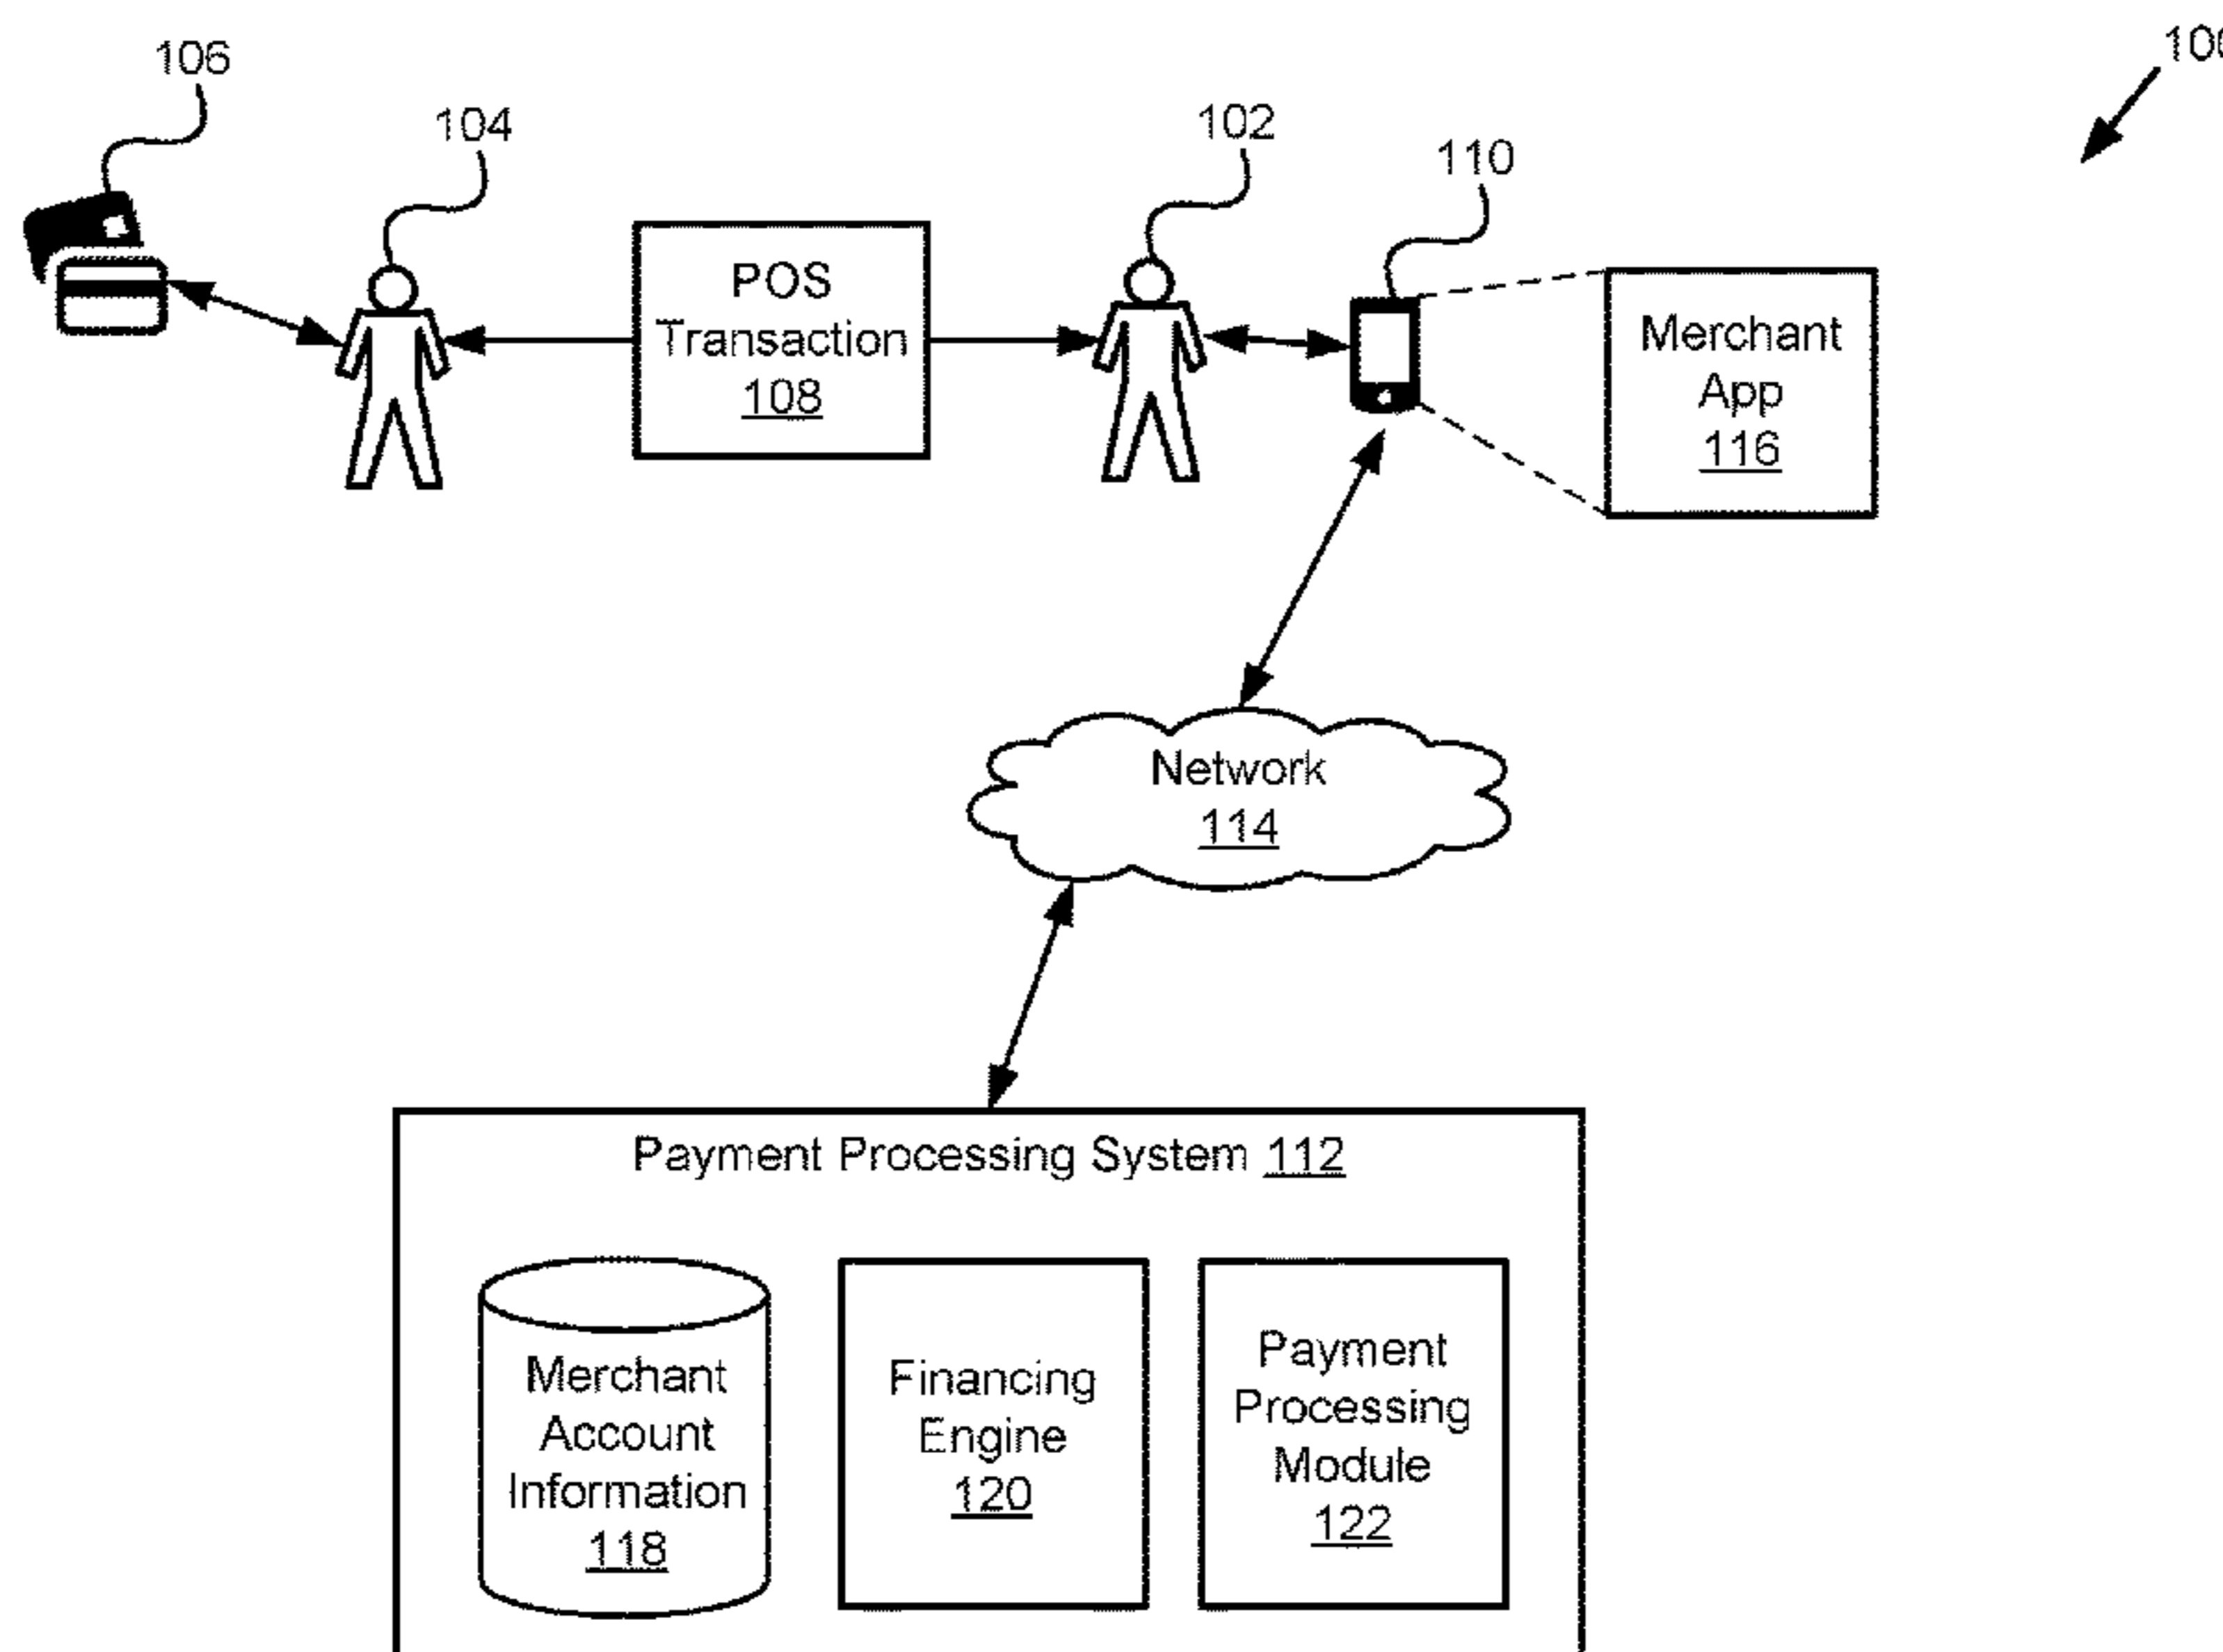 106
104
102
110
POS
Transaction
108
Merchant
App
116
Network
114
Payment Processing System 112
Merchant
Account
Information
118
Financing
Engine
120
Payment
Processing
Module
122